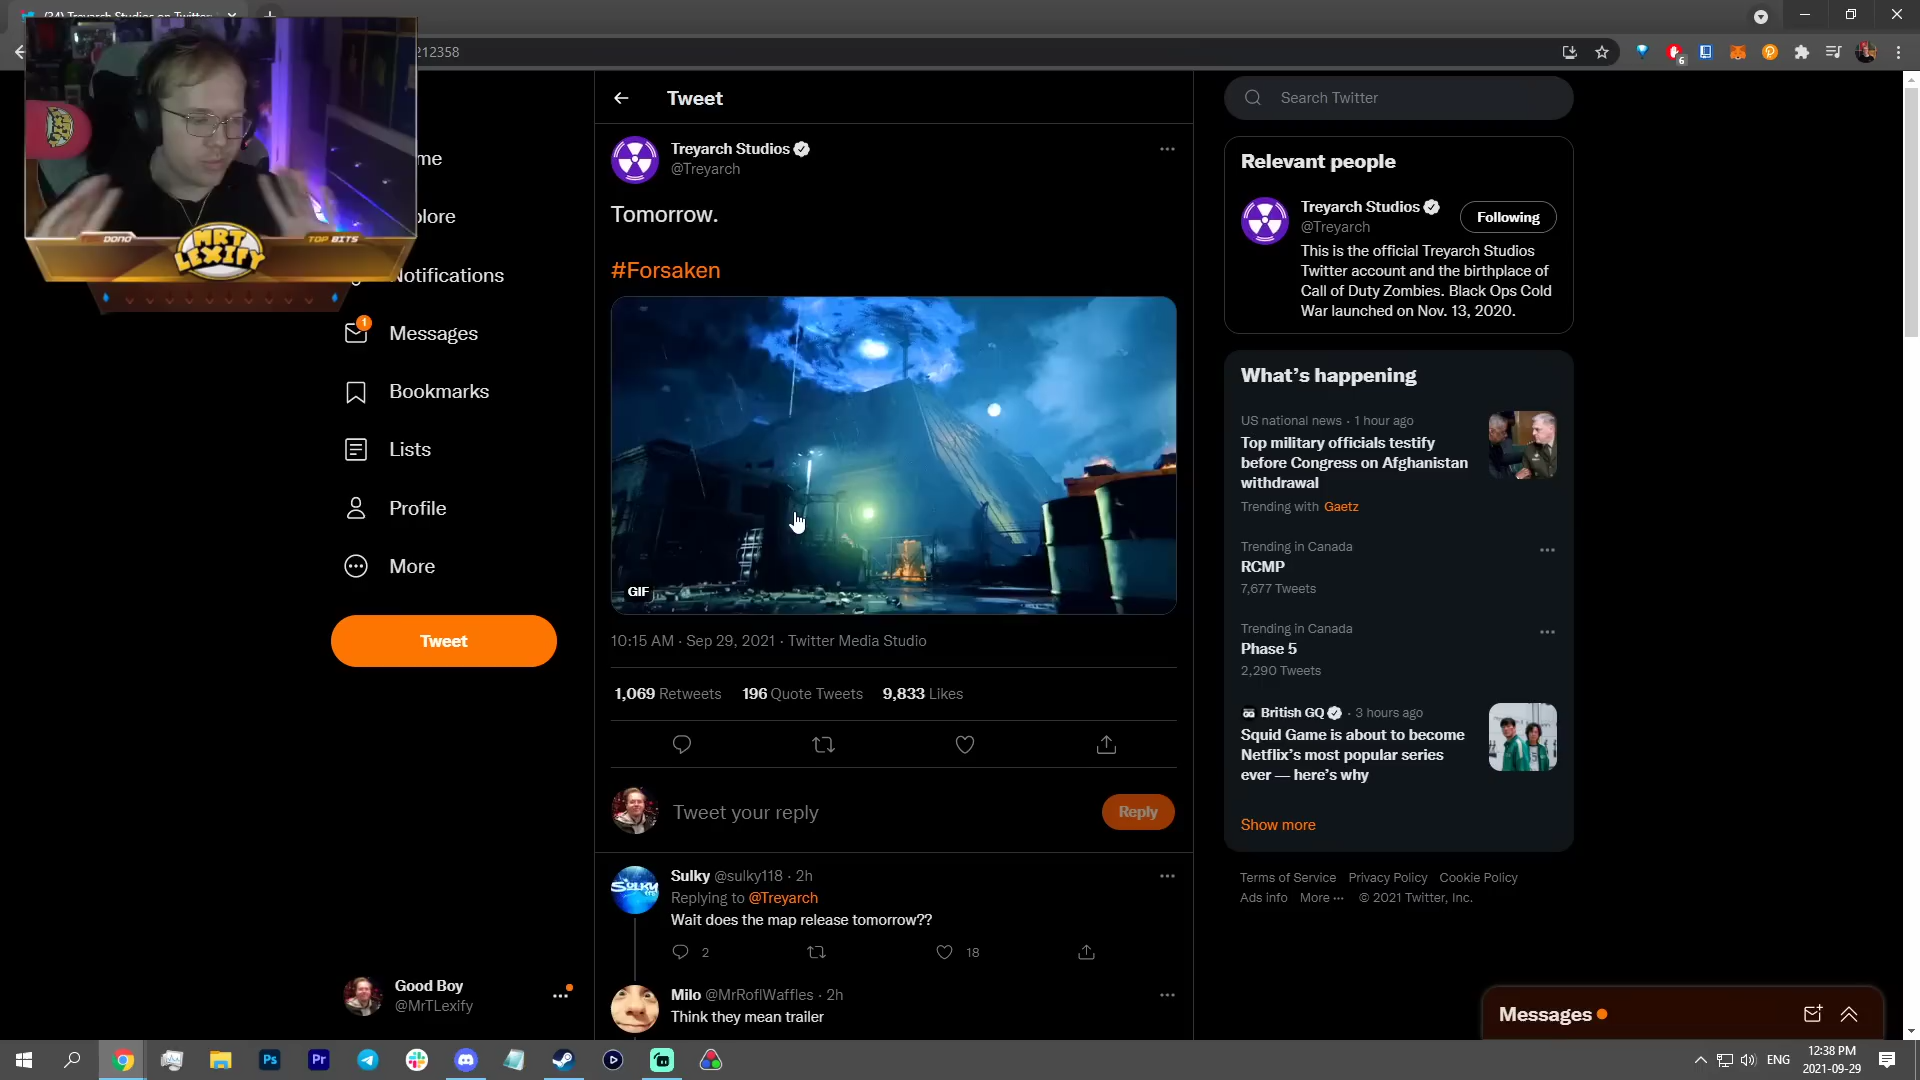 (34) Treyarch Studios on Twitter
212358
MRT
LEXIFY
TOP BITS
Notifications
1
Messages
Bookmarks
Lists
Profile
More
Tweet
Good Boy
@MrTLexify
Tweet
Treyarch Studios
@Treyarch
Tomorrow.
#Forsaken
GIF
10:15 AM · Sep 29, 2021 · Twitter Media Studio
1,069 Retweets 196 Quote Tweets 9,833 Likes
Tweet your reply
Reply
Sulky @sulky118 · 2h
Replying to @Treyarch
Wait does the map release tomorrow??
2 18
Milo @MrRoflWaffles · 2h
Think they mean trailer
Search Twitter
Relevant people
Treyarch Studios
@Treyarch
Following
This is the official Treyarch Studios
Twitter account and the birthplace of
Call of Duty Zombies. Black Ops Cold
War launched on Nov. 13, 2020.
What's happening
US national news · 1 hour ago
Top military officials testify
before Congress on Afghanistan
withdrawal
Trending with Gaetz
Trending in Canada
RCMP
7,677 Tweets
Trending in Canada
Phase 5
2,290 Tweets
British GQ · 3 hours ago
Squid Game is about to become
Netflix's most popular series
ever — here's why
Show more
Terms of Service Privacy Policy Cookie Policy
Ads info More ··· © 2021 Twitter, Inc.
Messages
6
Ps
Pr
ENG
12:38 PM
2021-09-29